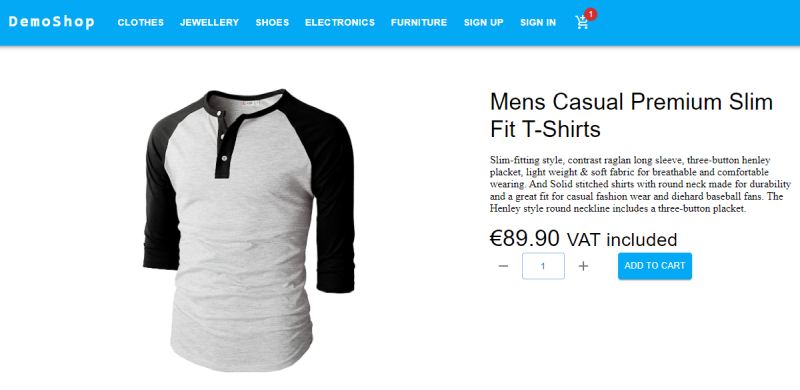 DemoShop CLOTHES JEWELLERY SHOES ELECTRONICS FURNITURE SIGN UP SIGN IN 1
Mens Casual Premium Slim
Fit T-Shirts
Slim-fitting style, contrast raglan long sleeve, three-button henley
placket, light weight & soft fabric for breathable and comfortable
wearing. And Solid stitched shirts with round neck made for durability
and a great fit for casual fashion wear and diehard baseball fans. The
Henley style round neckline includes a three-button placket.
€89.90 VAT included
− 1 + ADD TO CART